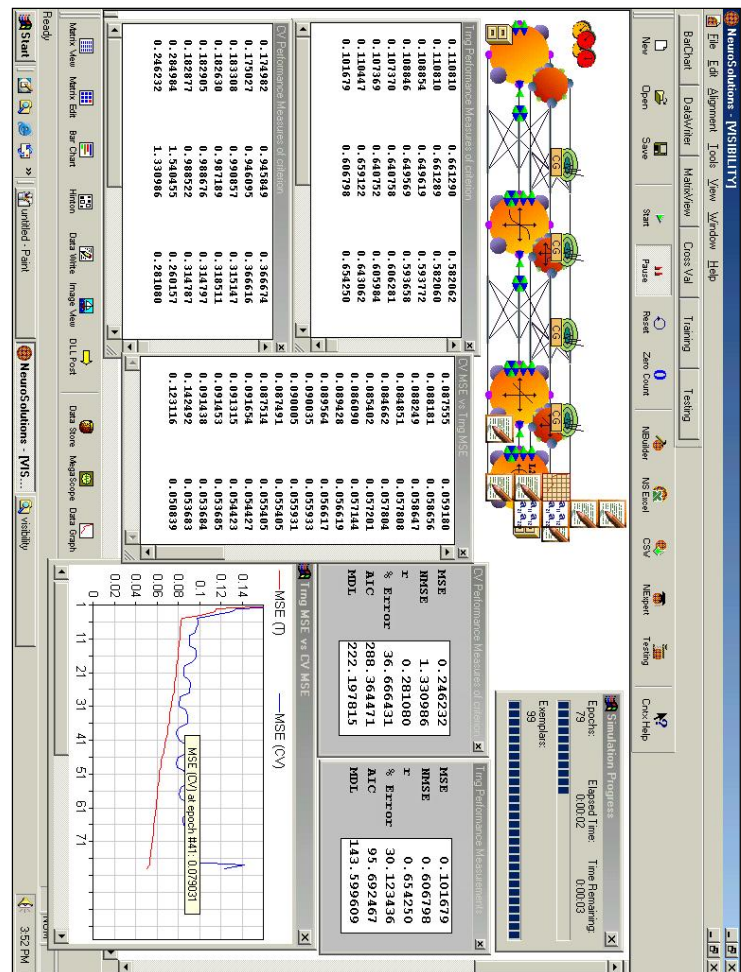 NeuroSolutions - [VISIBILITY]
File Edit Alignment Tools View Window Help
BarChart DataWriter MatrixView Cross Val Training Testing
New Open Save Start Pause Reset Zero Count NBuilder NS Excel CSW NExpert Testing Cntx Help
CG CG CG
Simulation Progress
Epochs: Elapsed Time: Time Remaining:
79 0:00:02 0:00:03
Exemplars:
99
Trng Performance Measures of criterion
0.110810 0.661290 0.582062
0.110810 0.661289 0.582060
0.108854 0.649619 0.593772
0.108846 0.649569 0.593658
0.107370 0.640758 0.606281
0.107369 0.640752 0.605984
0.110447 0.659122 0.643062
0.101679 0.606798 0.654250
CV Performance Measures of criterion
0.174982 0.945849 0.366674
0.175027 0.946095 0.366616
0.183308 0.990857 0.315147
0.182630 0.987189 0.318511
0.182905 0.988676 0.314797
0.182877 0.988522 0.314787
0.284984 1.540455 0.260157
0.246232 1.330986 0.281080
CV MSE vs Trng MSE
0.087555 0.059180
0.088181 0.058656
0.088249 0.058647
0.084851 0.057808
0.084662 0.057804
0.085402 0.057201
0.086090 0.057144
0.089428 0.056619
0.089564 0.056617
0.090035 0.055933
0.090005 0.055931
0.087491 0.055405
0.087514 0.055405
0.091654 0.054427
0.091315 0.054423
0.091453 0.053685
0.091438 0.053684
0.142492 0.053683
0.123116 0.050839
CV Performance Measures of criterion
MSE 0.246232
NMSE 1.330986
r 0.281080
% Error 36.666431
AIC 288.364471
MDL 222.197815
Trng Performance Measurements
MSE 0.101679
NMSE 0.606798
r 0.654250
% Error 30.123436
AIC 95.692467
MDL 143.599609
Trng MSE vs CV MSE
MSE (T) MSE (CV)
0.14
0.12
0.1
0.08
0.06
0.04
0.02
0
1 11 21 31 41 51 61 71
MSE (CV) at epoch #41: 0.079031
Matrix View Matrix Edit Bar Chart Hinton Data Write Image View DLL Post Data Store MegaScope Data Graph
Ready
NUM
Start untitled - Paint NeuroSolutions - [VIS... visibility 3:52 PM